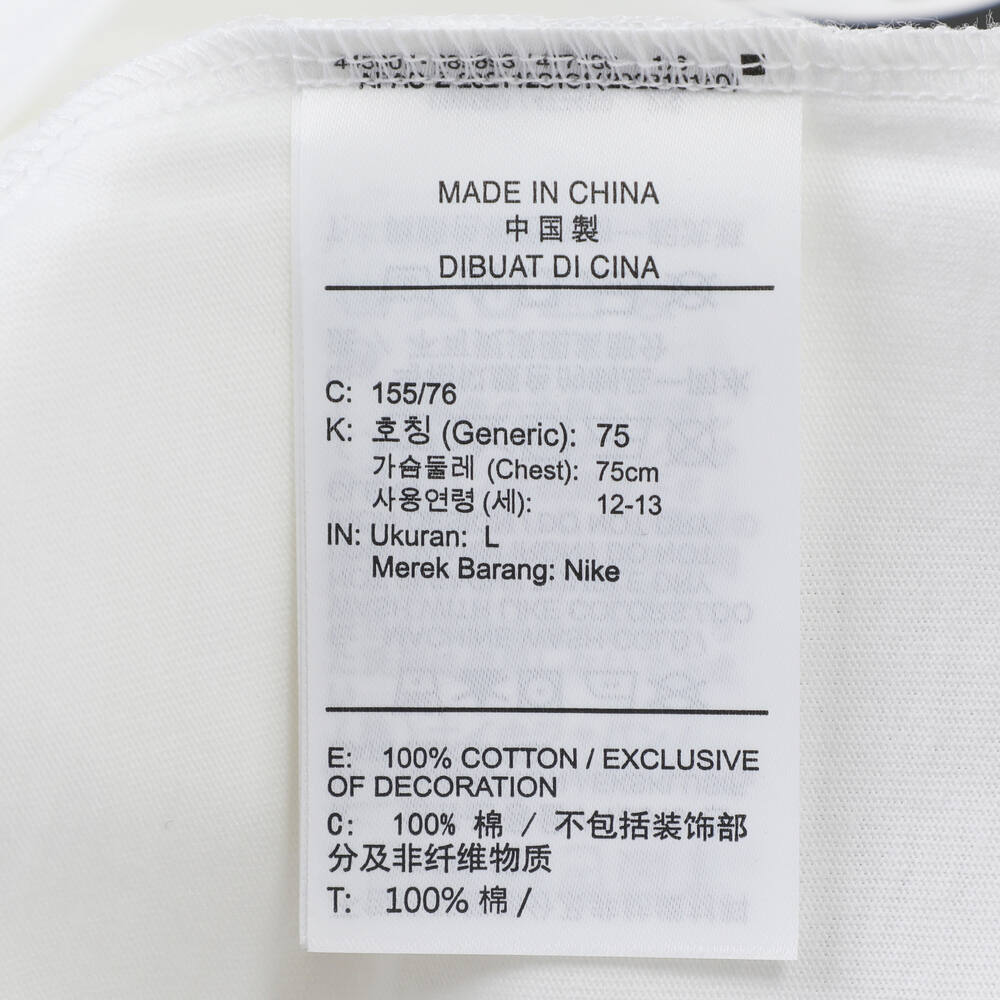 MADE IN CHINA
中国製
DIBUAT DI CINA
C: 155/76
K: 호칭 (Generic): 75
가슴둘레 (Chest): 75cm
사용연령 (세): 12-13
IN: Ukuran: L
Merek Barang: Nike
E: 100% COTTON / EXCLUSIVE
OF DECORATION
C: 100% 棉 / 不包括装饰部
分及非纤维物质
T: 100% 棉 /